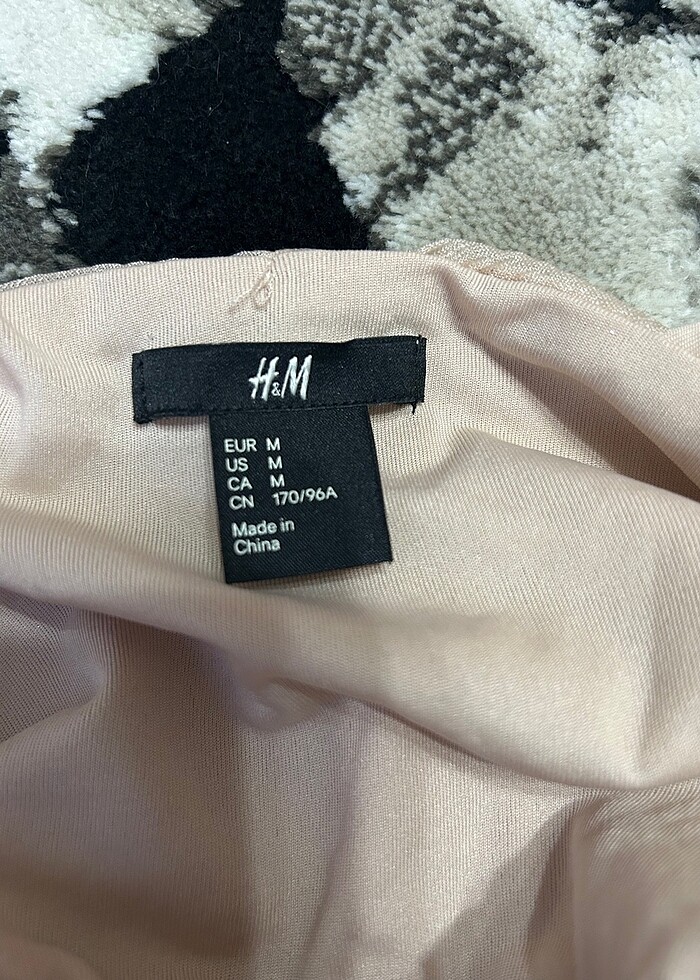 H&M
EUR M
US M
CA M
CN 170/96A
Made in
China